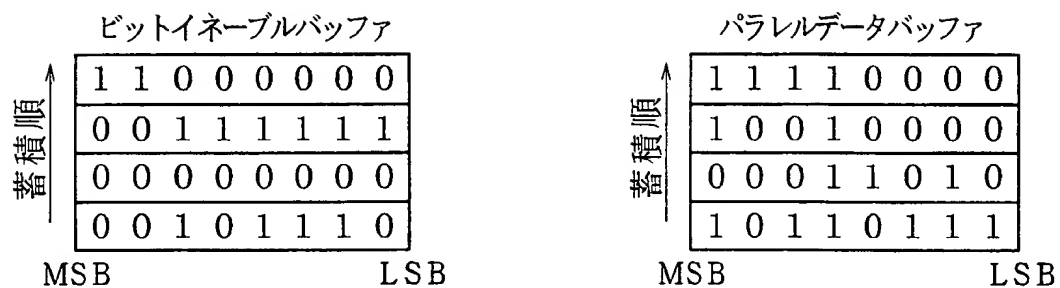 ビットイネーブルバッファ
蓄積順
1 1 0 0 0 0 0 0
0 0 1 1 1 1 1 1
0 0 0 0 0 0 0 0
0 0 1 0 1 1 1 0
MSB LSB
パラレルデータバッファ
蓄積順
1 1 1 1 0 0 0 0
1 0 0 1 0 0 0 0
0 0 0 1 1 0 1 0
1 0 1 1 0 1 1 1
MSB LSB